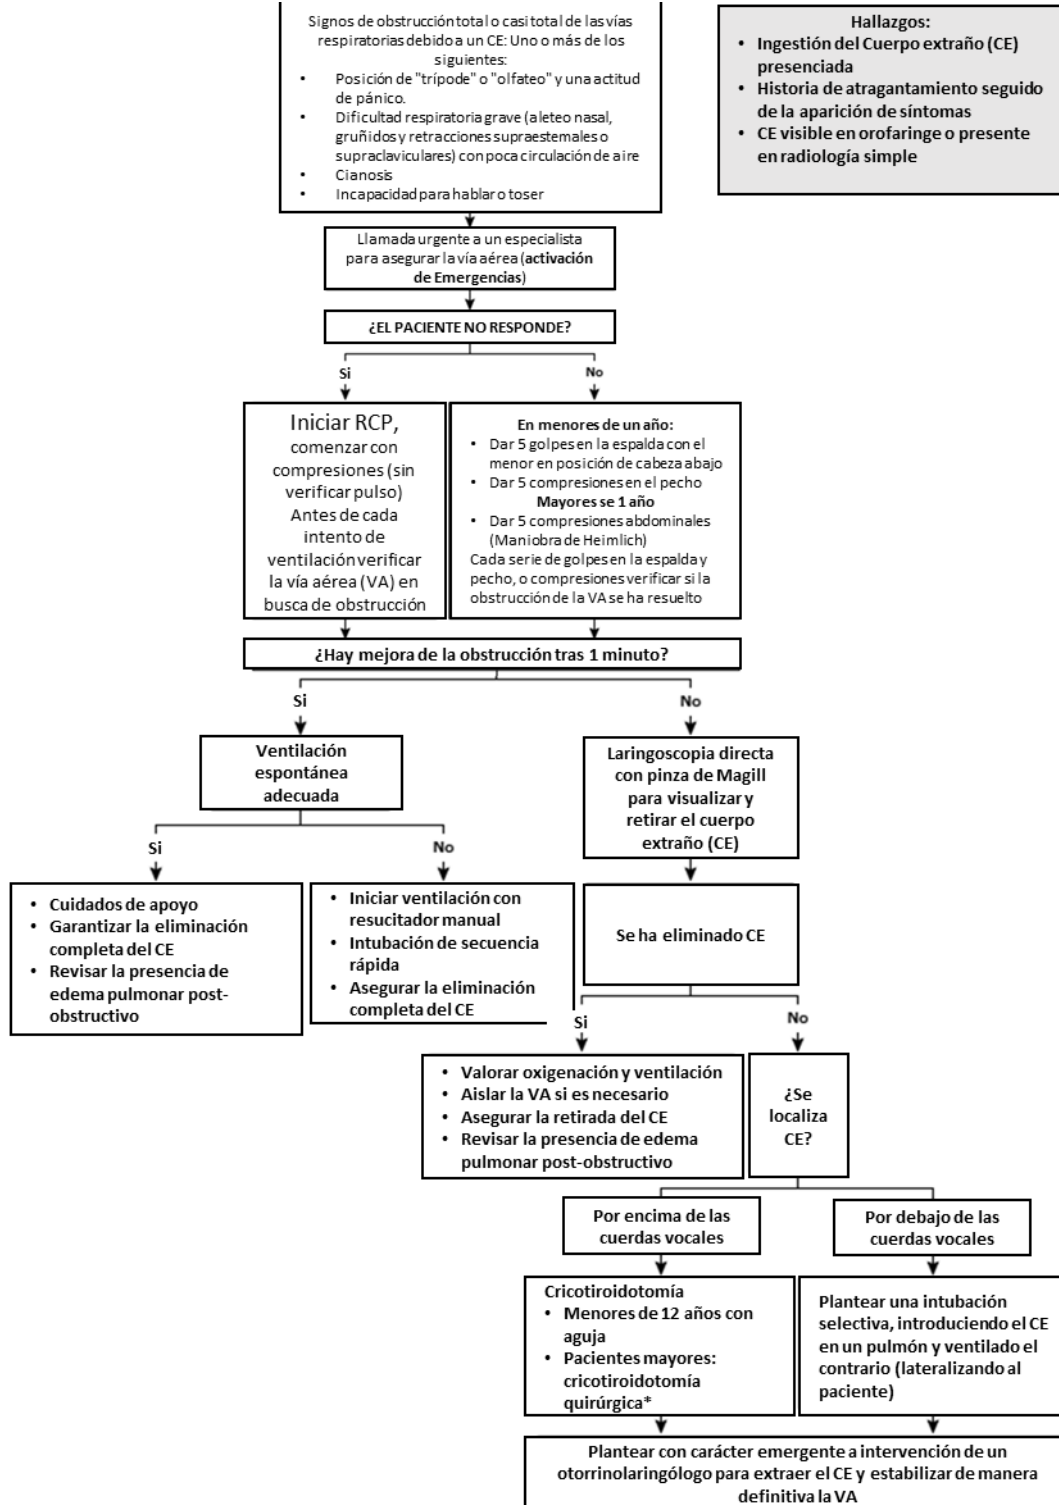 Signos de obstrucción total o casi total de las vías
respiratorias debido a un CE: Uno o más de los
siguientes:
• Posición de "trípode" o "olfateo" y una actitud
de pánico.
• Dificultad respiratoria grave (aleteo nasal,
gruñidos y retracciones supraesternales o
supraclaviculares) con poca circulación de aire
• Cianosis
• Incapacidad para hablar o toser
Hallazgos:
• Ingestión del Cuerpo extraño (CE)
presenciada
• Historia de atragantamiento seguido
de la aparición de síntomas
• CE visible en orofaringe o presente
en radiología simple
Llamada urgente a un especialista
para asegurar la vía aérea (activación
de Emergencias)
¿EL PACIENTE NO RESPONDE?
Si
No
Iniciar RCP,
comenzar con
compresiones (sin
verificar pulso)
Antes de cada
intento de
ventilación verificar
la vía aérea (VA) en
busca de obstrucción
En menores de un año:
• Dar 5 golpes en la espalda con el
menor en posición de cabeza abajo
• Dar 5 compresiones en el pecho
Mayores se 1 año
• Dar 5 compresiones abdominales
(Maniobra de Heimlich)
Cada serie de golpes en la espalda y
pecho, o compresiones verificar si la
obstrucción de la VA se ha resuelto
¿Hay mejora de la obstrucción tras 1 minuto?
Si
No
Ventilación
espontánea
adecuada
Laringoscopia directa
con pinza de Magill
para visualizar y
retirar el cuerpo
extraño (CE)
Si
No
• Cuidados de apoyo
• Garantizar la eliminación
completa del CE
• Revisar la presencia de
edema pulmonar post-
obstructivo
• Iniciar ventilación con
resucitador manual
• Intubación de secuencia
rápida
• Asegurar la eliminación
completa del CE
Se ha eliminado CE
Si
No
• Valorar oxigenación y ventilación
• Aislar la VA si es necesario
• Asegurar la retirada del CE
• Revisar la presencia de edema
pulmonar post-obstructivo
¿Se
localiza
CE?
Por encima de las
cuerdas vocales
Por debajo de las
cuerdas vocales
Cricotiroidotomía
• Menores de 12 años con
aguja
• Pacientes mayores:
cricotiroidotomía
quirúrgica*
Plantear una intubación
selectiva, introduciendo el CE
en un pulmón y ventilado el
contrario (lateralizando al
paciente)
Plantear con carácter emergente a intervención de un
otorrinolaringólogo para extraer el CE y estabilizar de manera
definitiva la VA